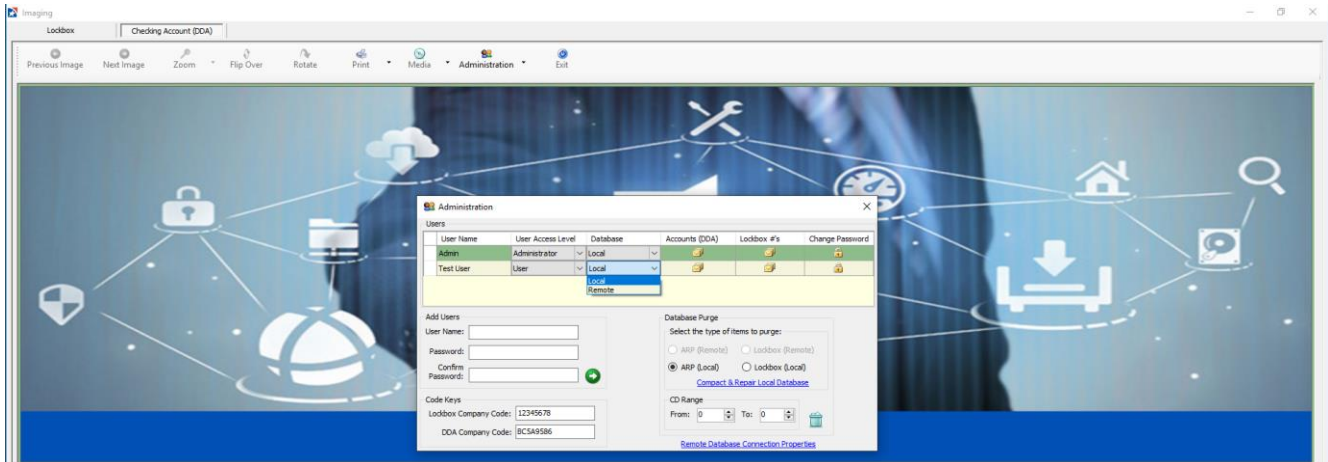 Imaging
Lockbox Checking Account (DDA)
Previous Image Next Image Zoom Flip Over Rotate Print Media Administration Exit
Administration
Users
User Name User Access Level Database Accounts (DDA) Lockbox #'s Change Password
Admin Administrator Local
Test User User Local
Local
Remote
Add Users
User Name:
Password:
Confirm
Password:
Database Purge
Select the type of items to purge:
ARP (Remote) Lockbox (Remote)
ARP (Local) Lockbox (Local)
Compact & Repair Local Database
Code Keys
Lockbox Company Code: 12345678
DDA Company Code: BC5A9586
CD Range
From: 0 To: 0
Remote Database Connection Properties